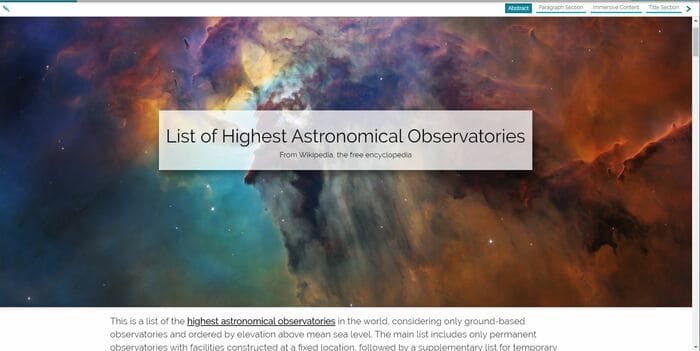 Abstract Paragraph Section Immersive Content Title Section
List of Highest Astronomical Observatories
From Wikipedia, the free encyclopedia
This is a list of the highest astronomical observatories in the world, considering only ground-based
observatories and ordered by elevation above mean sea level. The main list includes only permanent
observatories with facilities constructed at a fixed location, followed by a supplementary list for temporary